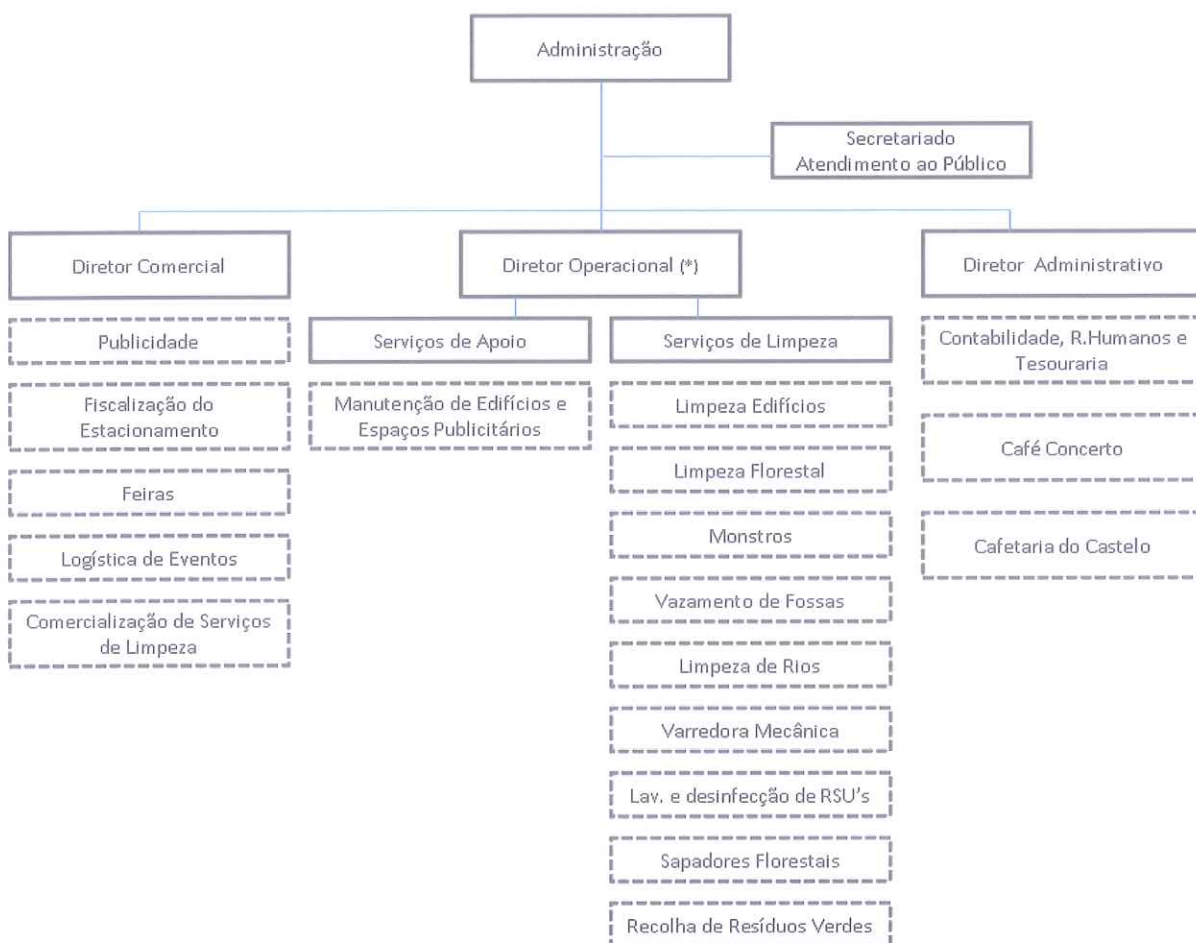 Administração
Secretariado
Atendimento ao Público
Diretor Comercial
Diretor Operacional (*)
Diretor Administrativo
Publicidade
Fiscalização do
Estacionamento
Feiras
Logística de Eventos
Comercialização de Serviços
de Limpeza
Serviços de Apoio
Manutenção de Edifícios e
Espaços Publicitários
Serviços de Limpeza
Limpeza Edifícios
Limpeza Florestal
Monstros
Vazamento de Fossas
Limpeza de Rios
Varredora Mecânica
Lav. e desinfecção de RSU's
Sapadores Florestais
Recolha de Resíduos Verdes
Contabilidade, R.Humanos e
Tesouraria
Café Concerto
Cafetaria do Castelo